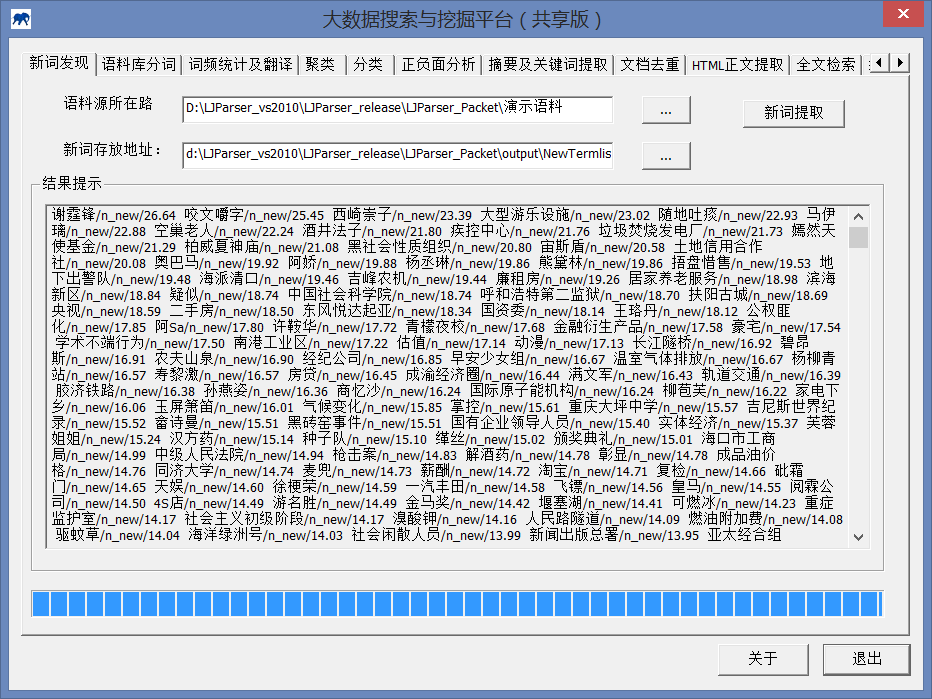 大数据搜索与挖掘平台（共享版）
新词发现 语料库分词 词频统计及翻译 聚类 分类 正负面分析 摘要及关键词提取 文档去重 HTML正文提取 全文检索
语料源所在路 D:\LJParser_vs2010\LJParser_release\LJParser_Packet\演示语料 ... 新词提取
新词存放地址： d:\LJParser_vs2010\LJParser_release\LJParser_Packet\output\NewTermlis ...
结果提示
谢霆锋/n_new/26.64 咬文嚼字/n_new/25.45 西崎崇子/n_new/23.39 大型游乐设施/n_new/23.02 随地吐痰/n_new/22.93 马伊
璃/n_new/22.88 空巢老人/n_new/22.24 酒井法子/n_new/21.80 疾控中心/n_new/21.76 垃圾焚烧发电厂/n_new/21.73 嫣然天
使基金/n_new/21.29 柏威夏神庙/n_new/21.08 黑社会性质组织/n_new/20.80 宙斯盾/n_new/20.58 土地信用合作
社/n_new/20.08 奥巴马/n_new/19.92 阿娇/n_new/19.88 杨丞琳/n_new/19.86 熊黛林/n_new/19.86 捂盘惜售/n_new/19.53 地
下出警队/n_new/19.48 海派清口/n_new/19.46 吉峰农机/n_new/19.44 廉租房/n_new/19.26 居家养老服务/n_new/18.98 滨海
新区/n_new/18.84 疑似/n_new/18.74 中国社会科学院/n_new/18.74 呼和浩特第二监狱/n_new/18.70 扶阳古城/n_new/18.69
央视/n_new/18.59 二手房/n_new/18.50 东风悦达起亚/n_new/18.34 国资委/n_new/18.14 王珞丹/n_new/18.12 公权匪
化/n_new/17.85 阿Sa/n_new/17.80 许鞍华/n_new/17.72 青檬夜校/n_new/17.68 金融衍生产品/n_new/17.58 豪宅/n_new/17.54
学术不端行为/n_new/17.50 南港工业区/n_new/17.22 估值/n_new/17.14 动漫/n_new/17.13 长江隧桥/n_new/16.92 碧昂
斯/n_new/16.91 农夫山泉/n_new/16.90 经纪公司/n_new/16.85 早安少女组/n_new/16.67 温室气体排放/n_new/16.67 杨柳青
站/n_new/16.57 寿黎激/n_new/16.57 房贷/n_new/16.45 成渝经济圈/n_new/16.44 满文军/n_new/16.43 轨道交通/n_new/16.39
胶济铁路/n_new/16.38 孙燕姿/n_new/16.36 商忆沙/n_new/16.24 国际原子能机构/n_new/16.24 柳苞芙/n_new/16.22 家电下
乡/n_new/16.06 玉屏箫笛/n_new/16.01 气候变化/n_new/15.85 掌控/n_new/15.61 重庆大坪中学/n_new/15.57 吉尼斯世界纪
录/n_new/15.52 畲诗曼/n_new/15.51 黑砖窑事件/n_new/15.51 国有企业领导人员/n_new/15.40 实体经济/n_new/15.37 芙蓉
姐姐/n_new/15.24 汉方药/n_new/15.14 种子队/n_new/15.10 缂丝/n_new/15.02 颁奖典礼/n_new/15.01 海口市工商
局/n_new/14.99 中级人民法院/n_new/14.94 枪击案/n_new/14.83 解酒药/n_new/14.78 彰显/n_new/14.78 成品油价
格/n_new/14.76 同济大学/n_new/14.74 麦兜/n_new/14.73 薪酬/n_new/14.72 淘宝/n_new/14.71 复检/n_new/14.66 砒霜
门/n_new/14.65 天娱/n_new/14.60 徐梗荣/n_new/14.59 一汽丰田/n_new/14.58 飞镖/n_new/14.56 皇马/n_new/14.55 阅霖公
司/n_new/14.50 4S店/n_new/14.49 游名胜/n_new/14.49 金马奖/n_new/14.42 堰塞湖/n_new/14.41 可燃冰/n_new/14.23 重症
监护室/n_new/14.17 社会主义初级阶段/n_new/14.17 溴酸钾/n_new/14.16 人民路隧道/n_new/14.09 燃油附加费/n_new/14.08
驱蚊草/n_new/14.04 海洋绿洲号/n_new/14.03 社会闲散人员/n_new/13.99 新闻出版总署/n_new/13.95 亚太经合组
关于 退出